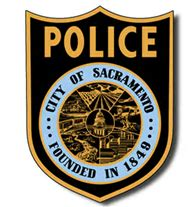 POLICE
CITY OF SACRAMENTO
FOUNDED IN 1849